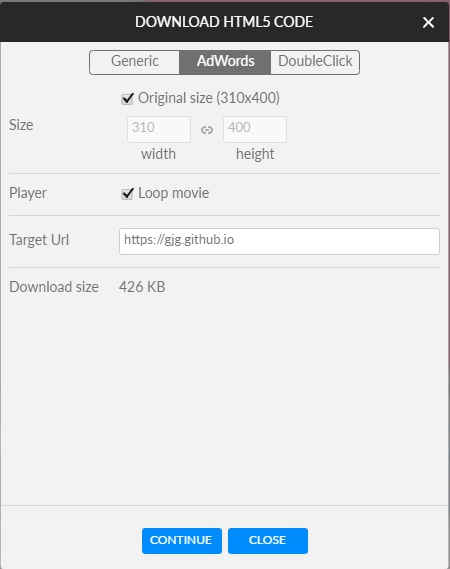 DOWNLOAD HTML5 CODE
Generic AdWords DoubleClick
Original size (310x400)
Size
310 400
width height
Player Loop movie
Target Url https://gjg.github.io
Download size 426 KB
CONTINUE CLOSE